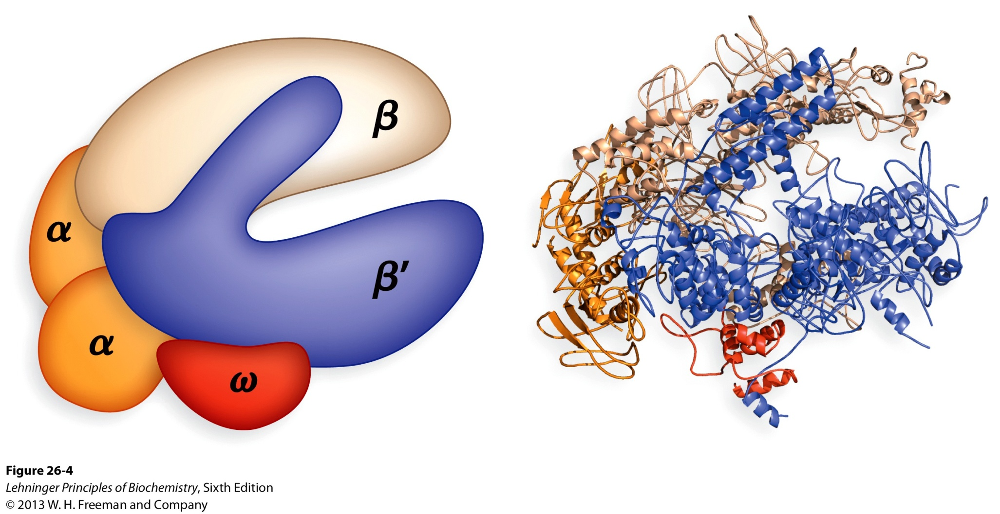 β
α
β′
α
ω
Figure 26-4
Lehninger Principles of Biochemistry, Sixth Edition
© 2013 W. H. Freeman and Company